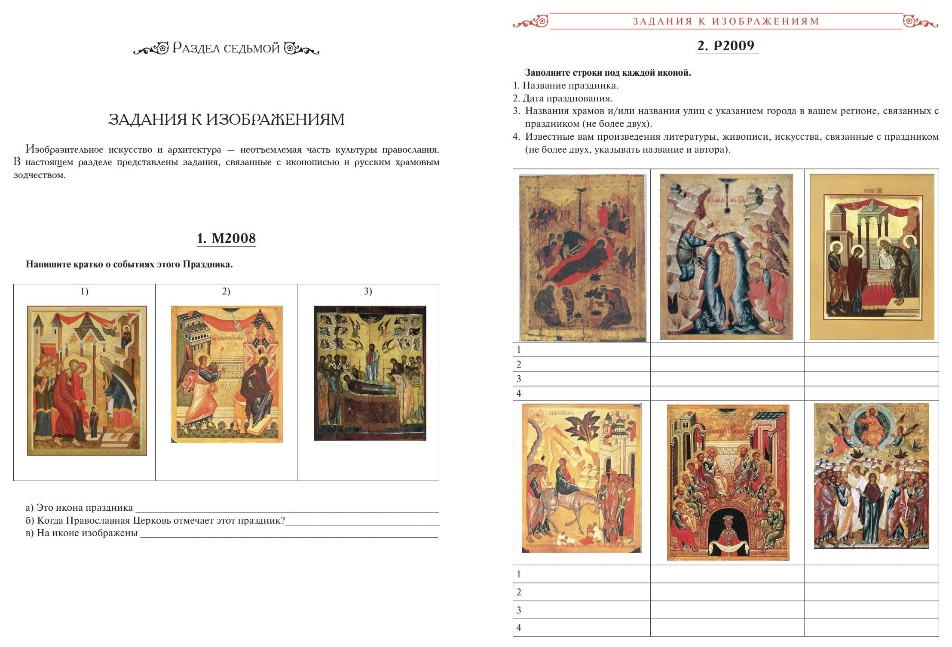 Раздел седьмой
ЗАДАНИЯ К ИЗОБРАЖЕНИЯМ
Изобразительное искусство и архитектура — неотъемлемая часть культуры православия.
В настоящем разделе представлены задания, связанные с иконописью и русским храмовым
зодчеством.
1. М2008
Напишите кратко о событиях этого Праздника.
1) 2) 3)
а) Это икона праздника
б) Когда Православная Церковь отмечает этот праздник?
в) На иконе изображены
ЗАДАНИЯ К ИЗОБРАЖЕНИЯМ
2. Р2009
Заполните строки под каждой иконой.
1. Название праздника.
2. Дата празднования.
3. Названия храмов и/или названия улиц с указанием города в вашем регионе, связанных с
праздником (не более двух).
4. Известные вам произведения литературы, живописи, искусства, связанные с праздником
(не более двух, указывать название и автора).
1
2
3
4
1
2
3
4